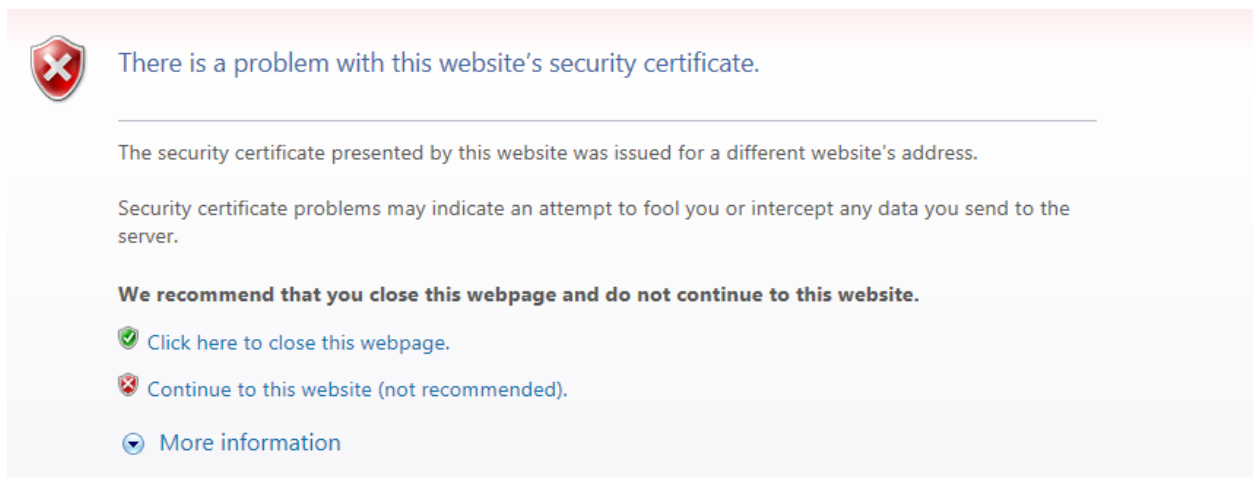 There is a problem with this website’s security certificate.
The security certificate presented by this website was issued for a different website's address.
Security certificate problems may indicate an attempt to fool you or intercept any data you send to the
server.
We recommend that you close this webpage and do not continue to this website.
Click here to close this webpage.
Continue to this website (not recommended).
More information